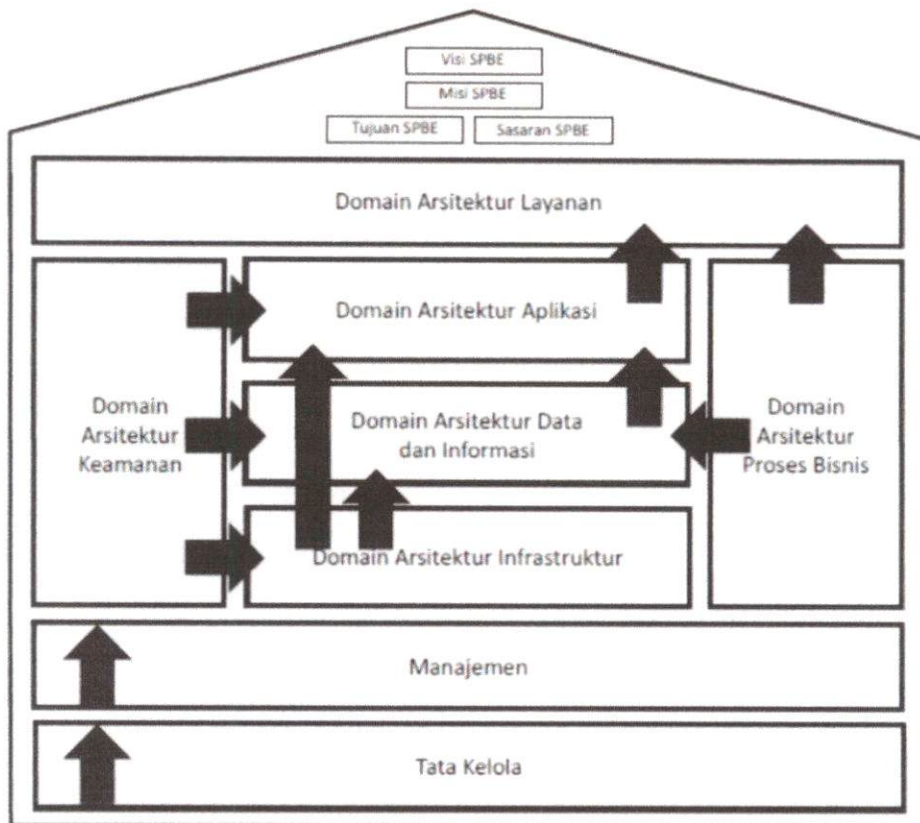 Visi SPBE
Misi SPBE
Tujuan SPBE
Sasaran SPBE
Domain Arsitektur Layanan
Domain Arsitektur Aplikasi
Domain
Arsitektur
Keamanan
Domain Arsitektur Data
dan Informasi
Domain
Arsitektur
Proses Bisnis
Domain Arsitektur Infrastruktur
Manajemen
Tata Kelola